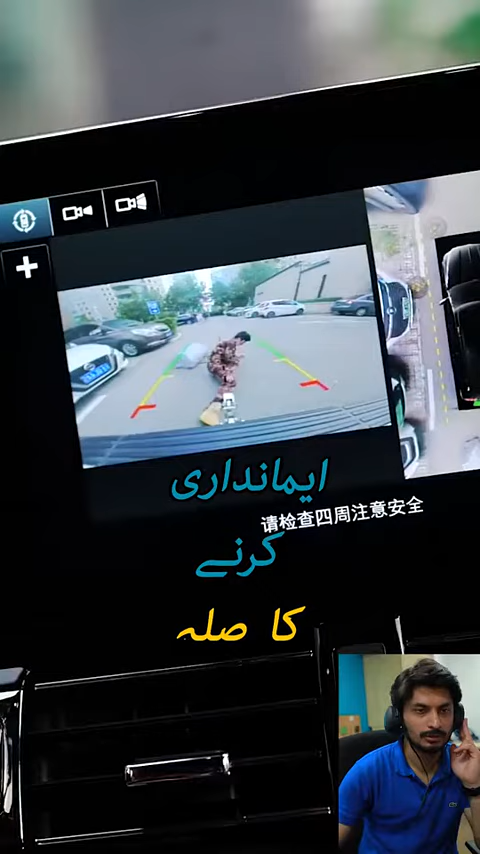 ایمانداری
请检查四周注意安全
کرنے
کا صلہ